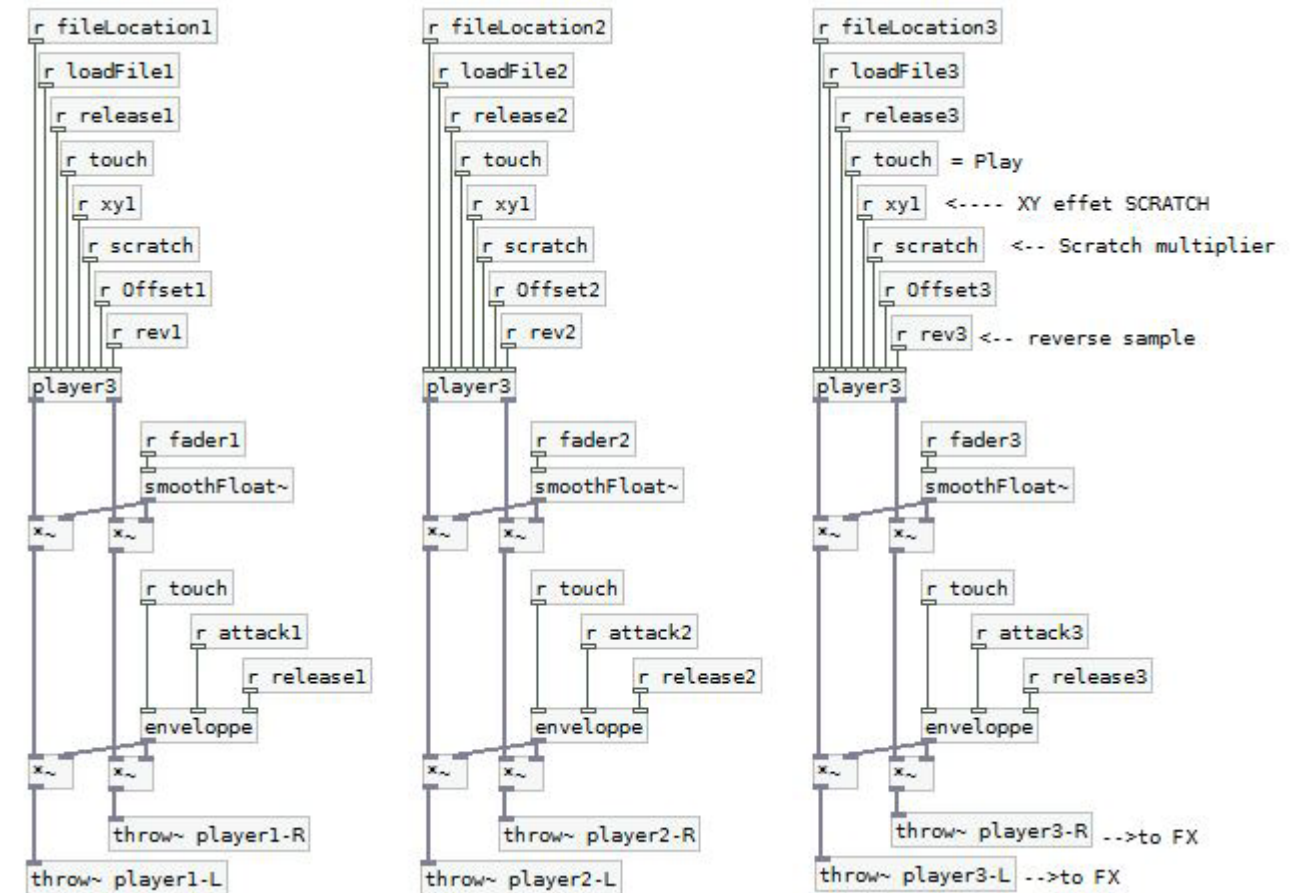 r fileLocation1
r loadFile1
r release1
r touch
r xy1
r scratch
r Offset1
r rev1
player3
r fader1
smoothFloat~
*~
*~
r touch
r attack1
r release1
enveloppe
*~
*~
throw~ player1-R
throw~ player1-L
r fileLocation2
r loadFile2
r release2
r touch
r xy1
r scratch
r Offset2
r rev2
player3
r fader2
smoothFloat~
*~
*~
r touch
r attack2
r release2
enveloppe
*~
*~
throw~ player2-R
throw~ player2-L
r fileLocation3
r loadFile3
r release3
r touch = Play
r xy1 <---- XY effet SCRATCH
r scratch <-- Scratch multiplier
r Offset3
r rev3 <-- reverse sample
player3
r fader3
smoothFloat~
*~
*~
r touch
r attack3
r release3
enveloppe
*~
*~
throw~ player3-R -->to FX
throw~ player3-L -->to FX